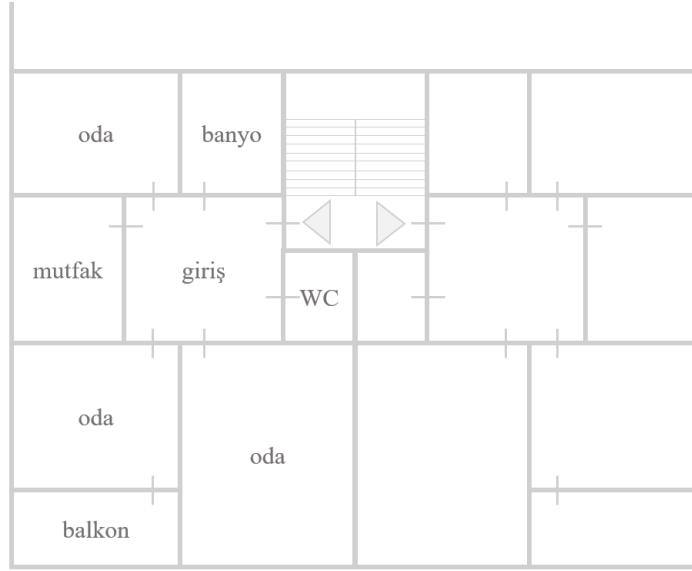 oda
banyo
mutfak
giriş
WC
oda
oda
balkon